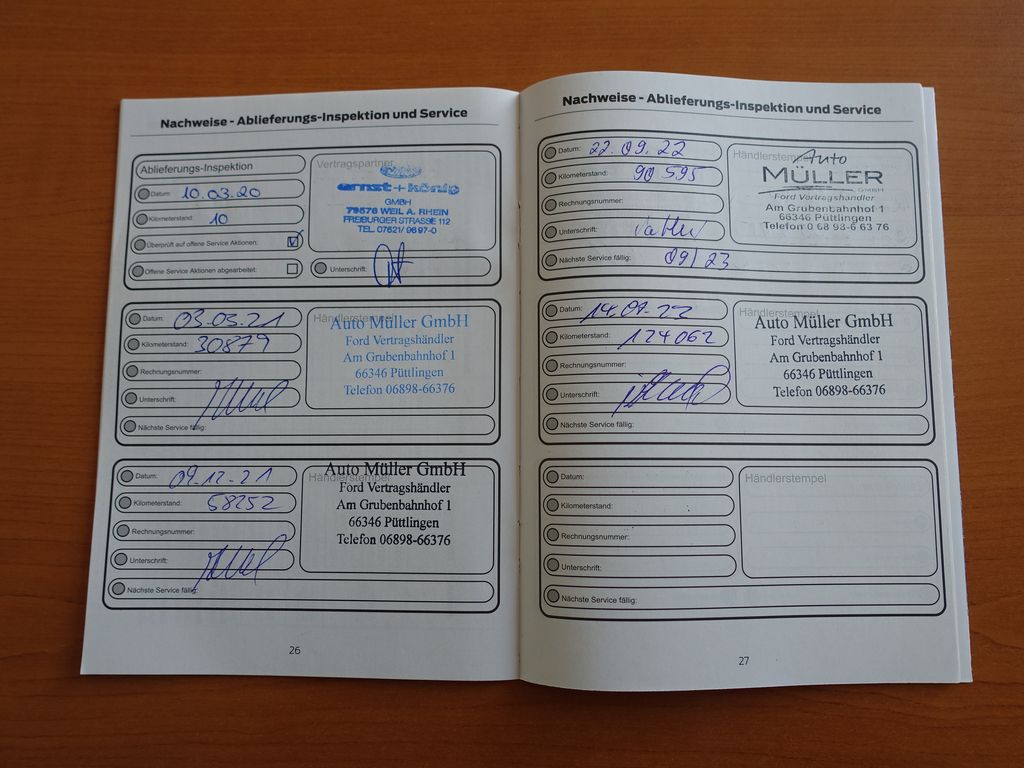 Nachweise - Ablieferungs-Inspektion und Service
Ablieferungs-Inspektion
Datum: 10.03.20
Kilometerstand: 10
Überprüft auf offene Service Aktionen:
Offene Service Aktionen abgearbeitet:
Vertragspartner
ernst + könig
GMBH
79576 WEIL A. RHEIN
FREIBURGER STRASSE 112
TEL. 07621/9697-0
Unterschrift:
Datum: 03.03.21
Kilometerstand: 30879
Rechnungsnummer:
Unterschrift:
Nächste Service fällig:
Händlerstempel
Auto Müller GmbH
Ford Vertragshändler
Am Grubenbahnhof 1
66346 Püttlingen
Telefon 06898-66376
Datum: 09.12.21
Kilometerstand: 58252
Rechnungsnummer:
Unterschrift:
Nächste Service fällig:
Auto Müller GmbH
Ford Vertragshändler
Am Grubenbahnhof 1
66346 Püttlingen
Telefon 06898-66376
26
Nachweise - Ablieferungs-Inspektion und Service
Datum: 22.09.22
Kilometerstand: 90 595
Rechnungsnummer:
Unterschrift:
Nächste Service fällig: 09/23
Händlerstempel
Auto
MÜLLER
GMBH
Ford Vertragshändler
Am Grubenbahnhof 1
66346 Püttlingen
Telefon 0 68 98-6 63 76
Datum:
Kilometerstand: 124062
Rechnungsnummer:
Unterschrift:
Nächste Service fällig:
Händlerstempel
Auto Müller GmbH
Ford Vertragshändler
Am Grubenbahnhof 1
66346 Püttlingen
Telefon 06898-66376
Datum:
Kilometerstand:
Rechnungsnummer:
Unterschrift:
Nächste Service fällig:
Händlerstempel
27